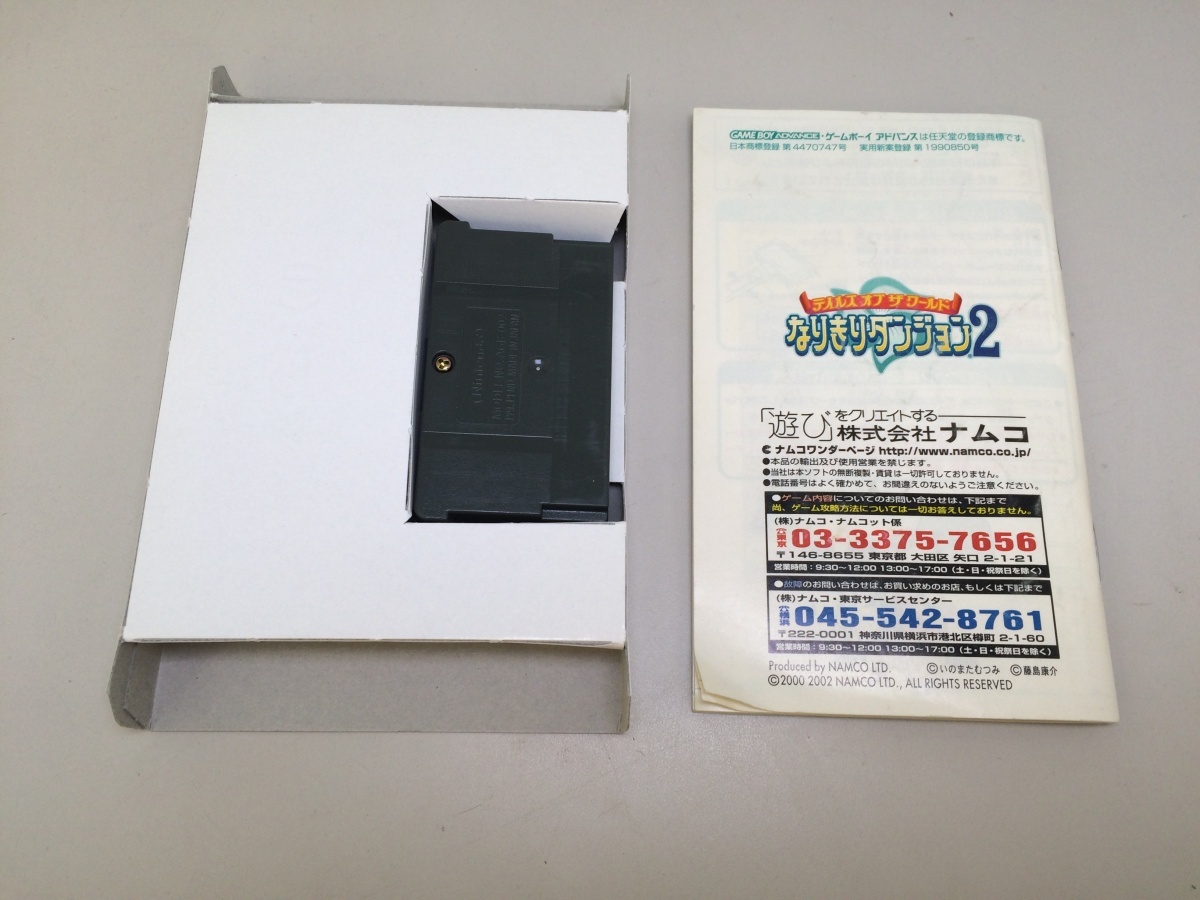 Nintendo
MODEL NO. AGB-002
GAME BOY ADVANCE・ゲームボーイ アドバンスは任天堂の登録商標です。
日本商標登録 第4470747号 実用新案登録 第1990850号
テイルズ オブ ザ ワールド
なりきりダンジョン2
「遊び」をクリエイトする
株式会社ナムコ
ナムコワンダーページ http://www.namco.co.jp/
●本品の輸出及び使用営業を禁じます。
●当社は本ソフトの無断複製・賃貸は一切許可しておりません。
●電話番号はよく確かめて、お間違えのないようご注意ください。
●ゲーム内容についてのお問い合わせは、下記まで
尚、ゲーム攻略方法については一切お答えしておりません。
(株)ナムコ・ナムコット係
東京 03-3375-7656
〒146-8655 東京都 大田区 矢口 2-1-21
営業時間：9:30〜12:00 13:00〜17:00 (土・日・祝祭日を除く)
●故障のお問い合わせは、お買い求めのお店、もしくは下記まで
(株)ナムコ・東京サービスセンター
横浜 045-542-8761
〒222-0001 神奈川県横浜市港北区樽町 2-1-60
営業時間：9:30〜12:00 13:00〜17:00 (土・日・祝祭日を除く)
Produced by NAMCO LTD. ©いのまたむつみ ©藤島康介
©2000 2002 NAMCO LTD., ALL RIGHTS RESERVED